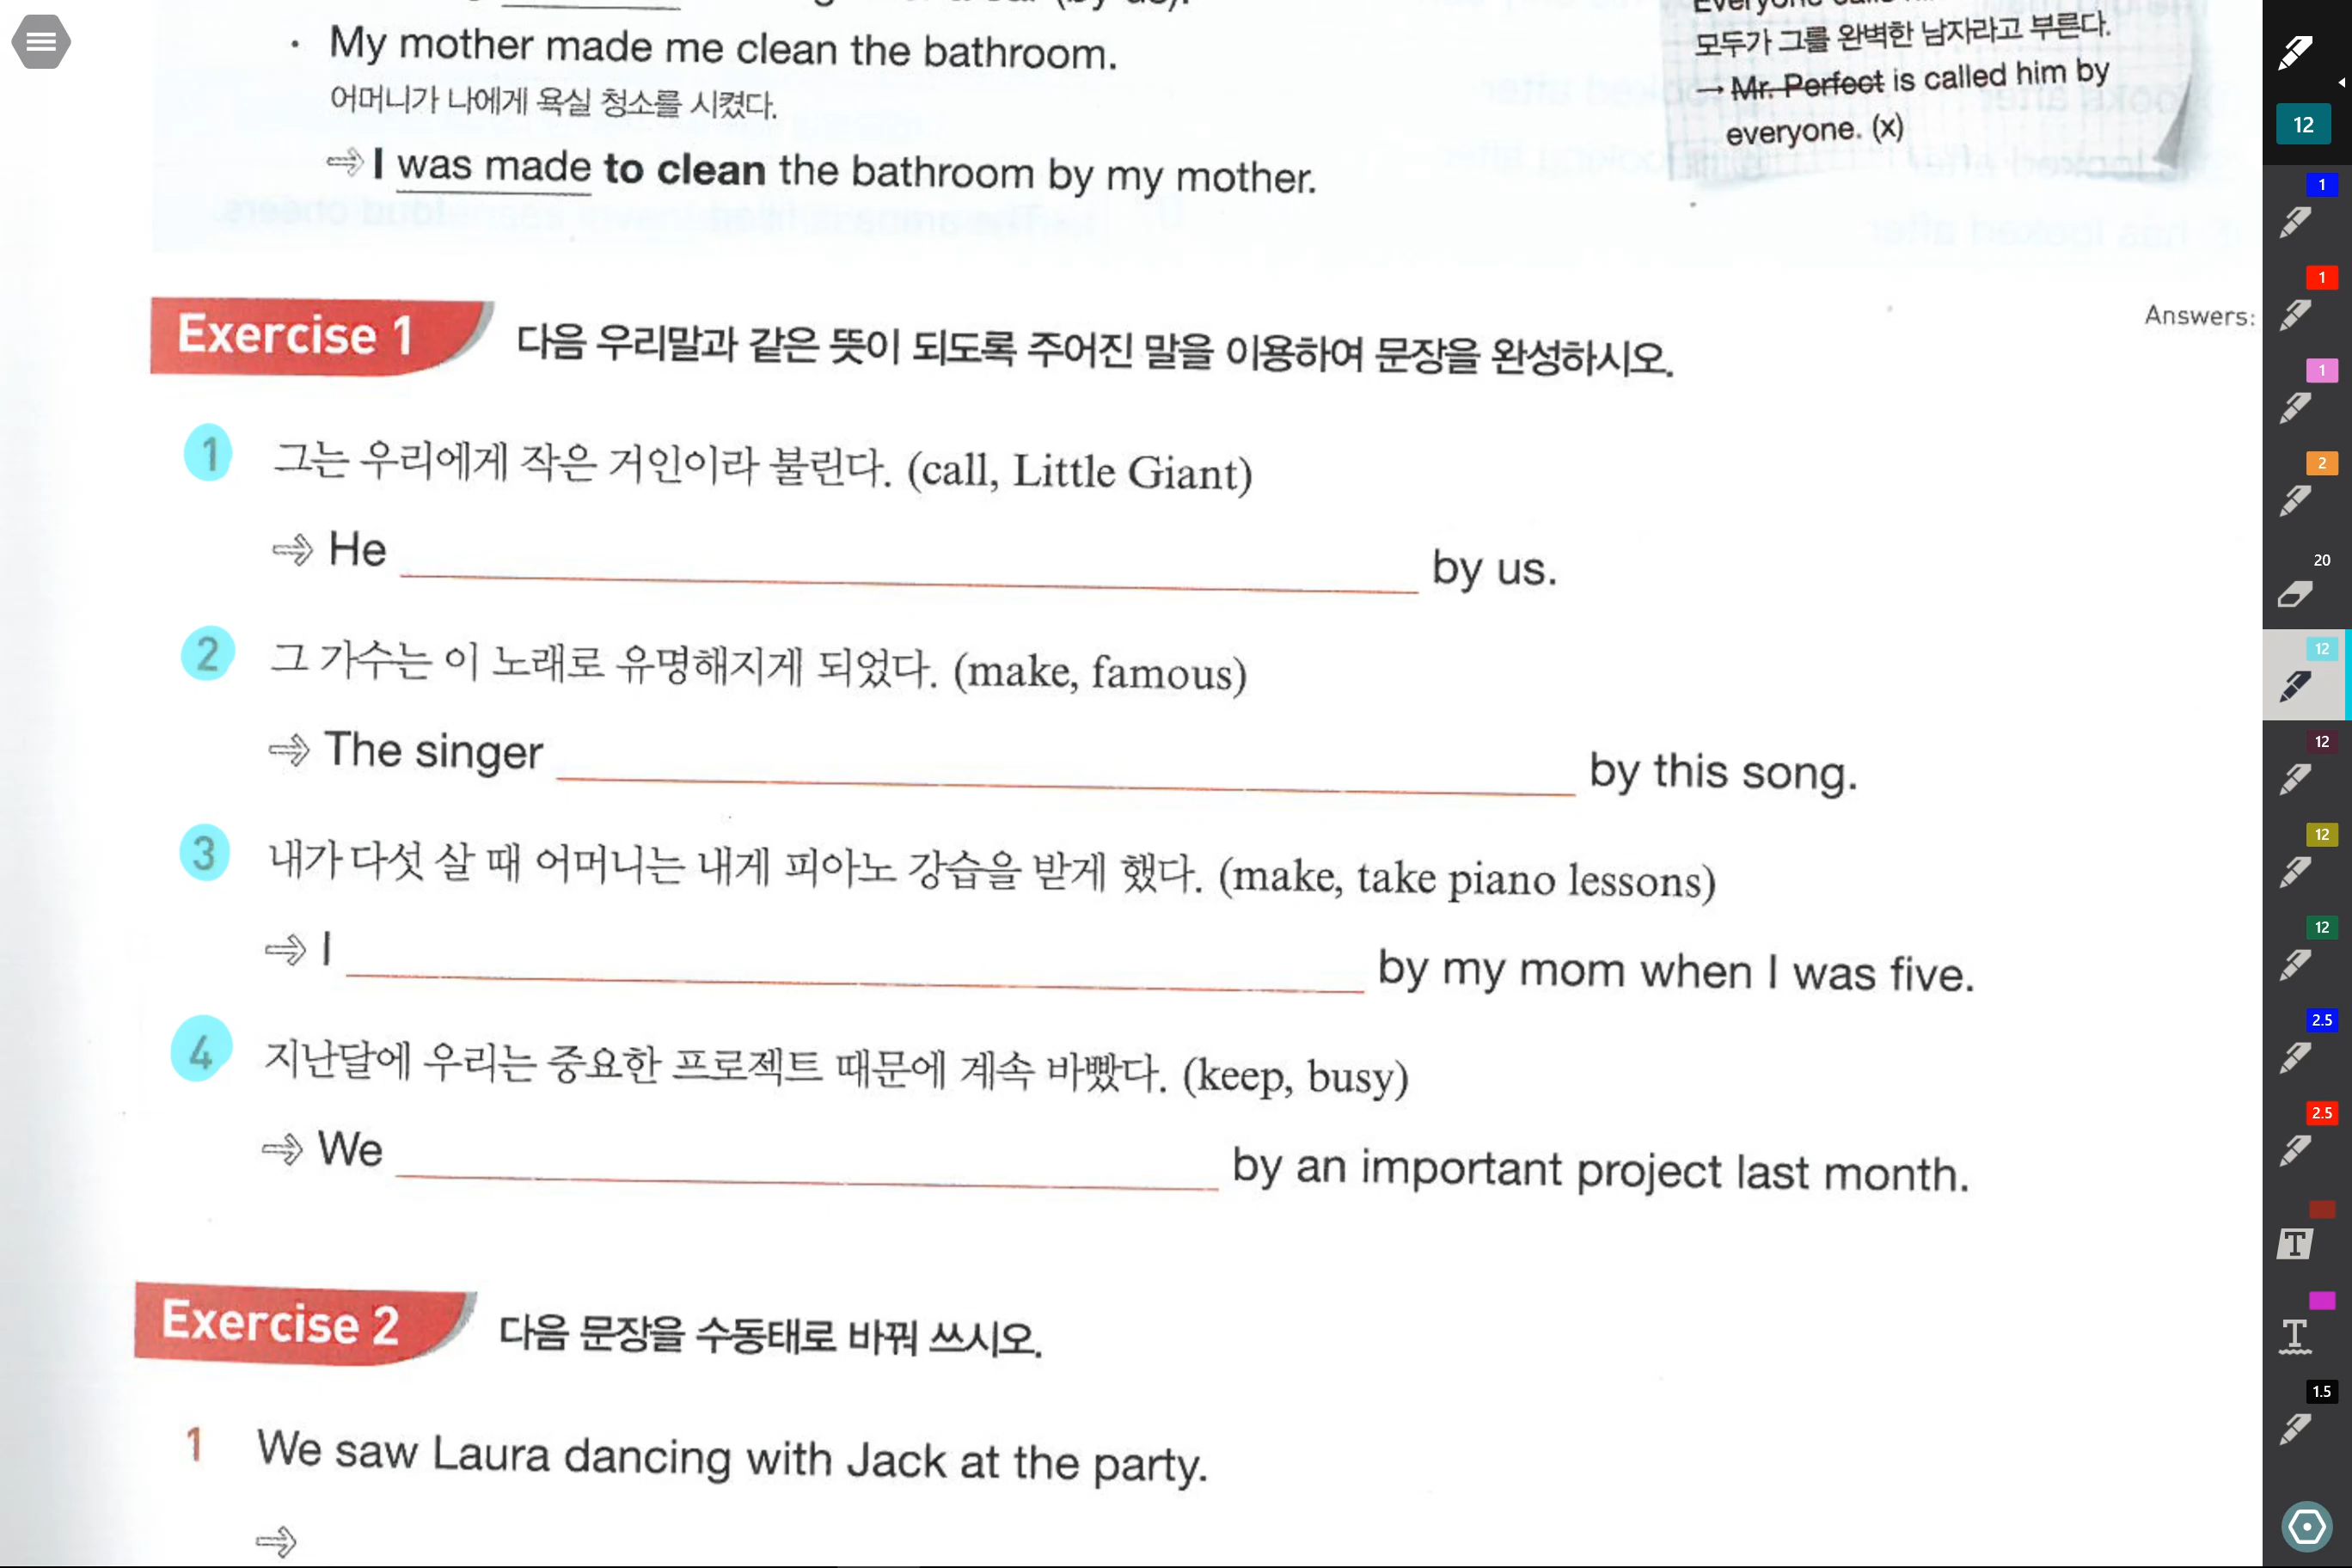 · My mother made me clean the bathroom.
어머니가 나에게 욕실 청소를 시켰다.
⇨ I was made to clean the bathroom by my mother.
모두가 그를 완벽한 남자라고 부른다.
→ Mr. Perfect is called him by
everyone. (x)
Exercise 1 다음 우리말과 같은 뜻이 되도록 주어진 말을 이용하여 문장을 완성하시오.
Answers:
1 그는 우리에게 작은 거인이라 불린다. (call, Little Giant)
⇨ He by us.
2 그 가수는 이 노래로 유명해지게 되었다. (make, famous)
⇨ The singer by this song.
3 내가 다섯 살 때 어머니는 내게 피아노 강습을 받게 했다. (make, take piano lessons)
⇨ I by my mom when I was five.
4 지난달에 우리는 중요한 프로젝트 때문에 계속 바빴다. (keep, busy)
⇨ We by an important project last month.
Exercise 2 다음 문장을 수동태로 바꿔 쓰시오.
1 We saw Laura dancing with Jack at the party.
⇨
12
1
1
1
2
20
12
12
12
12
2.5
2.5
T
T
1.5